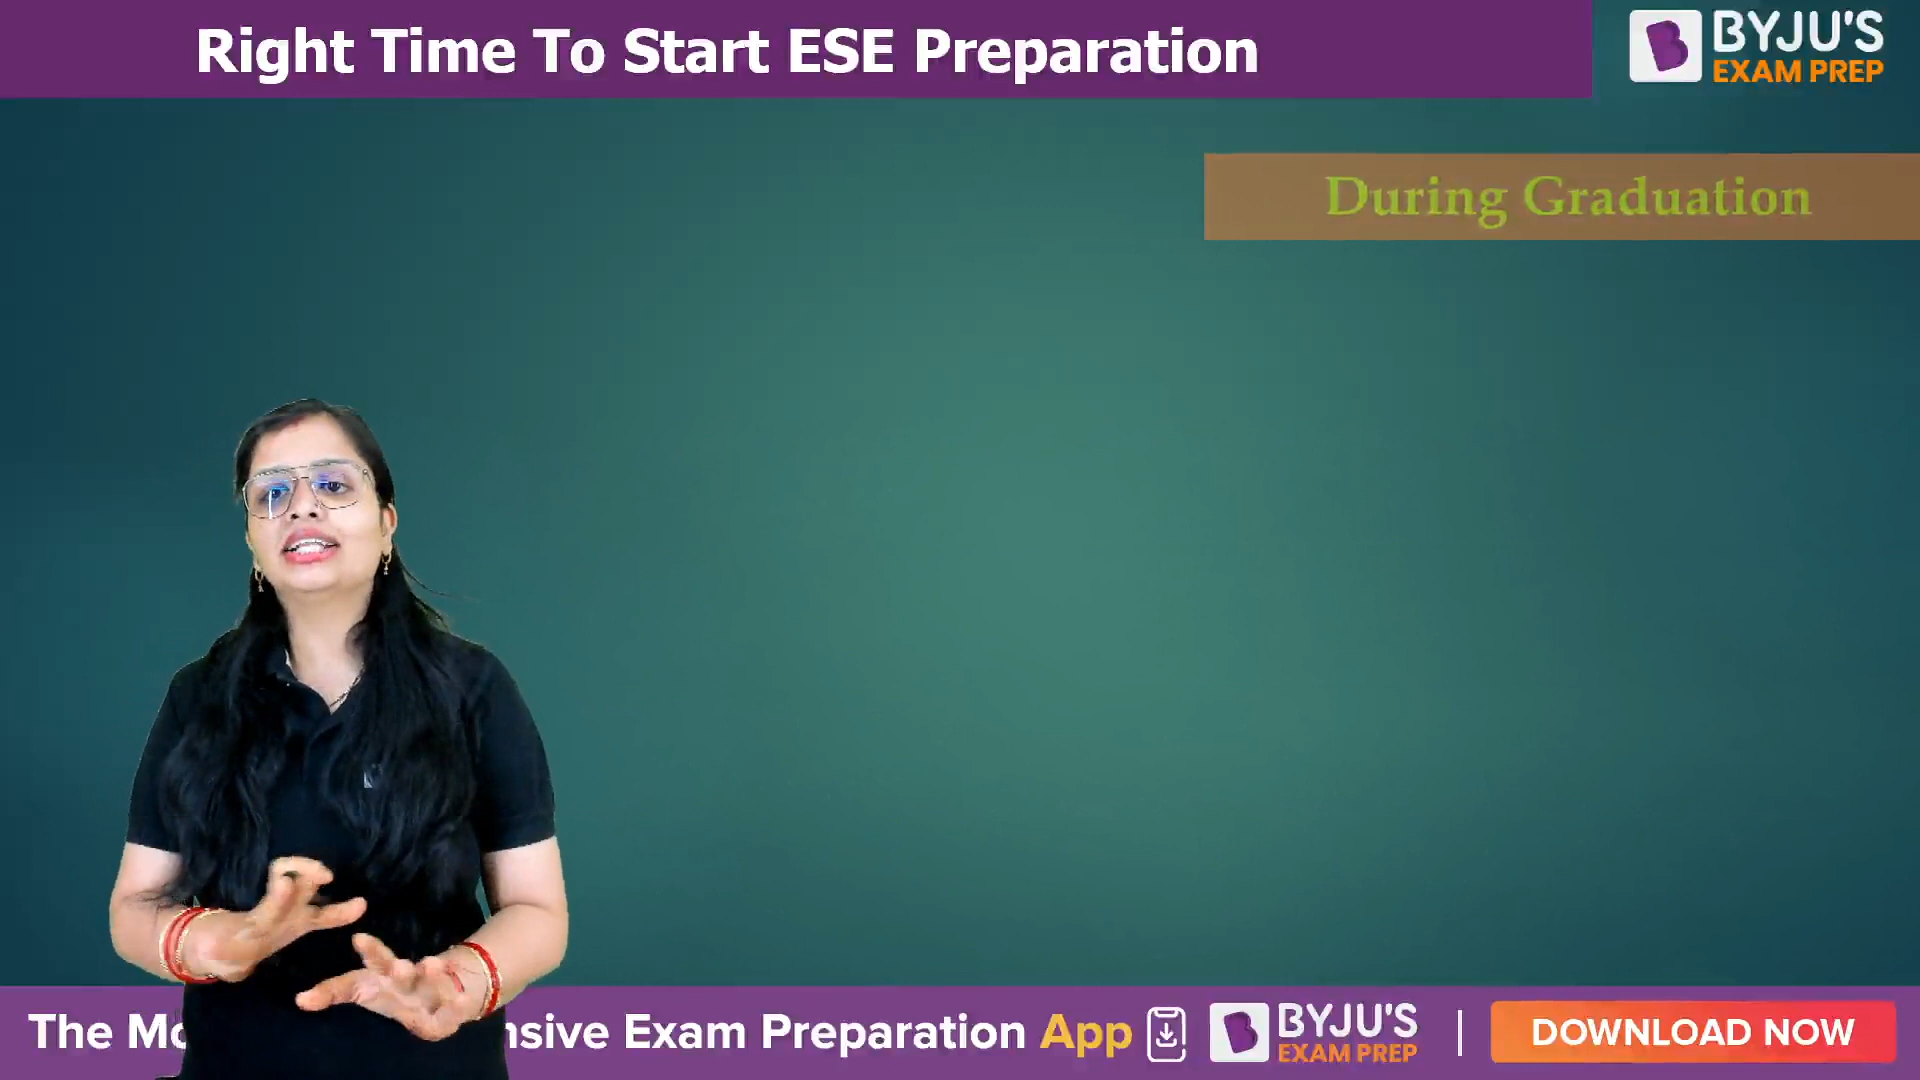 Right Time To Start ESE Preparation
BYJU'S
EXAM PREP
During Graduation
The nsive Exam Preparation App
BYJU'S
EXAM PREP
DOWNLOAD NOW